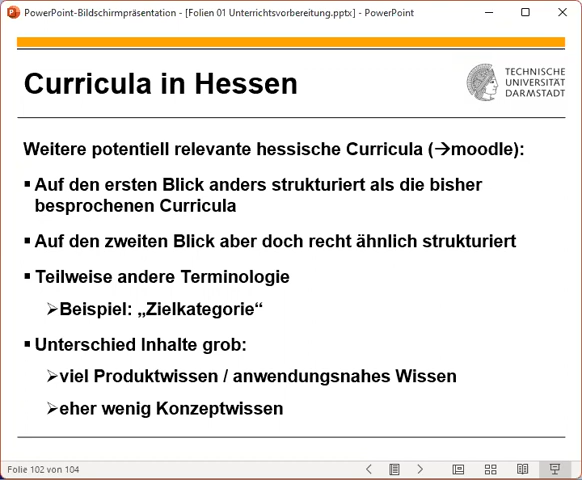 PowerPoint-Bildschirmpräsentation - [Folien 01 Unterrichtsvorbereitung.pptx] - PowerPoint
Curricula in Hessen
TECHNISCHE
UNIVERSITÄT
DARMSTADT
Weitere potentiell relevante hessische Curricula (→moodle):
▪ Auf den ersten Blick anders strukturiert als die bisher
besprochenen Curricula
▪ Auf den zweiten Blick aber doch recht ähnlich strukturiert
▪ Teilweise andere Terminologie
➢Beispiel: „Zielkategorie“
▪ Unterschied Inhalte grob:
➢viel Produktwissen / anwendungsnahes Wissen
➢eher wenig Konzeptwissen
Folie 102 von 104